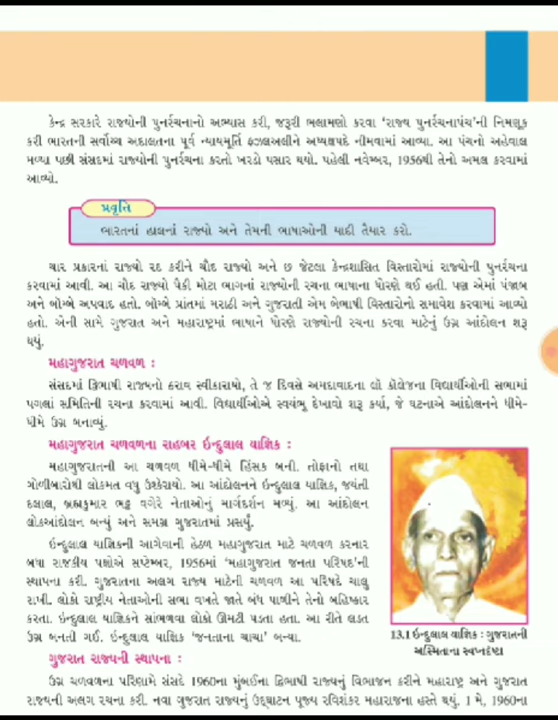 કેન્દ્ર સરકારે રાજ્યોની પુનર્રચનાનો અભ્યાસ કરી, જરૂરી ભલામણો કરવા ‘રાજ્ય પુનર્રચનાપંચ’ની નિમણૂક
કરી ભારતની સર્વોચ્ચ અદાલતના પૂર્વ ન્યાયમૂર્તિ ફઝલઅલીને અધ્યક્ષપદે નીમવામાં આવ્યા. આ પંચનો અહેવાલ
મળ્યા પછી સંસદમાં રાજ્યોની પુનર્રચના કરતો ખરડો પસાર થયો. પહેલી નવેમ્બર, 1956થી તેનો અમલ કરવામાં
આવ્યો.
પ્રવૃત્તિ
ભારતનાં હાલનાં રાજ્યો અને તેમની ભાષાઓની યાદી તૈયાર કરો.
ચાર પ્રકારનાં રાજ્યો રદ કરીને ચૌદ રાજ્યો અને છ જેટલા કેન્દ્રશાસિત વિસ્તારોમાં રાજ્યોની પુનર્રચના
કરવામાં આવી. આ ચૌદ રાજ્યો પૈકી મોટા ભાગનાં રાજ્યોની રચના ભાષાના ધોરણે થઈ હતી. પણ એમાં પંજાબ
અને બોમ્બે અપવાદ હતો. બોમ્બે પ્રાંતમાં મરાઠી અને ગુજરાતી એમ બેભાષી વિસ્તારોનો સમાવેશ કરવામાં આવ્યો
હતો. એની સામે ગુજરાત અને મહારાષ્ટ્રમાં ભાષાને ધોરણે રાજ્યોની રચના કરવા માટેનું ઉગ્ર આંદોલન શરૂ
થયું.
મહાગુજરાત ચળવળ :
સંસદમાં દ્વિભાષી રાજ્યનો ઠરાવ સ્વીકારાયો, તે જ દિવસે અમદાવાદના લૉ કૉલેજના વિદ્યાર્થીઓની સભામાં
પગલાં સમિતિની રચના કરવામાં આવી. વિદ્યાર્થીઓએ સ્વયંભૂ દેખાવો શરૂ કર્યા, જે ઘટનાએ આંદોલનને ધીમે-
ધીમે ઉગ્ર બનાવ્યું.
મહાગુજરાત ચળવળના રાહબર ઇન્દુલાલ યાજ્ઞિક :
મહાગુજરાતની આ ચળવળ ધીમે-ધીમે હિંસક બની. તોફાનો તથા
ગોળીબારોથી લોકમત વધુ ઉશ્કેરાયો. આ આંદોલનને ઇન્દુલાલ યાજ્ઞિક, જયંતી
દલાલ, બ્રહ્મકુમાર ભટ્ટ વગેરે નેતાઓનું માર્ગદર્શન મળ્યું. આ આંદોલન
લોકઆંદોલન બન્યું અને સમગ્ર ગુજરાતમાં પ્રસર્યું.
ઇન્દુલાલ યાજ્ઞિકની આગેવાની હેઠળ મહાગુજરાત માટે ચળવળ કરનાર
બધા રાજકીય પક્ષોએ સપ્ટેમ્બર, 1956માં ‘મહાગુજરાત જનતા પરિષદ’ની
સ્થાપના કરી. ગુજરાતના અલગ રાજ્ય માટેની ચળવળ આ પરિષદે ચાલુ
રાખી. લોકો રાષ્ટ્રીય નેતાઓની સભા વખતે જાતે બંધ પાળીને તેનો બહિષ્કાર
કરતા. ઇન્દુલાલ યાજ્ઞિકને સાંભળવા લોકો ઊમટી પડતા હતા. આ રીતે લડત
ઉગ્ર બનતી ગઈ. ઇન્દુલાલ યાજ્ઞિક ‘જનતાના ચાચા’ બન્યા.
13.1 ઇન્દુલાલ યાજ્ઞિક : ગુજરાતની
અસ્મિતાના સ્વપ્નદ્રષ્ટા
ગુજરાત રાજ્યની સ્થાપના :
ઉગ્ર ચળવળના પરિણામે સંસદે 1960માં મુંબઈના દ્વિભાષી રાજ્યનું વિભાજન કરીને મહારાષ્ટ્ર અને ગુજરાત
રાજ્યની અલગ રચના કરી. નવા ગુજરાત રાજ્યનું ઉદ્ઘાટન પૂજ્ય રવિશંકર મહારાજના હસ્તે થયું. 1 મે, 1960ના